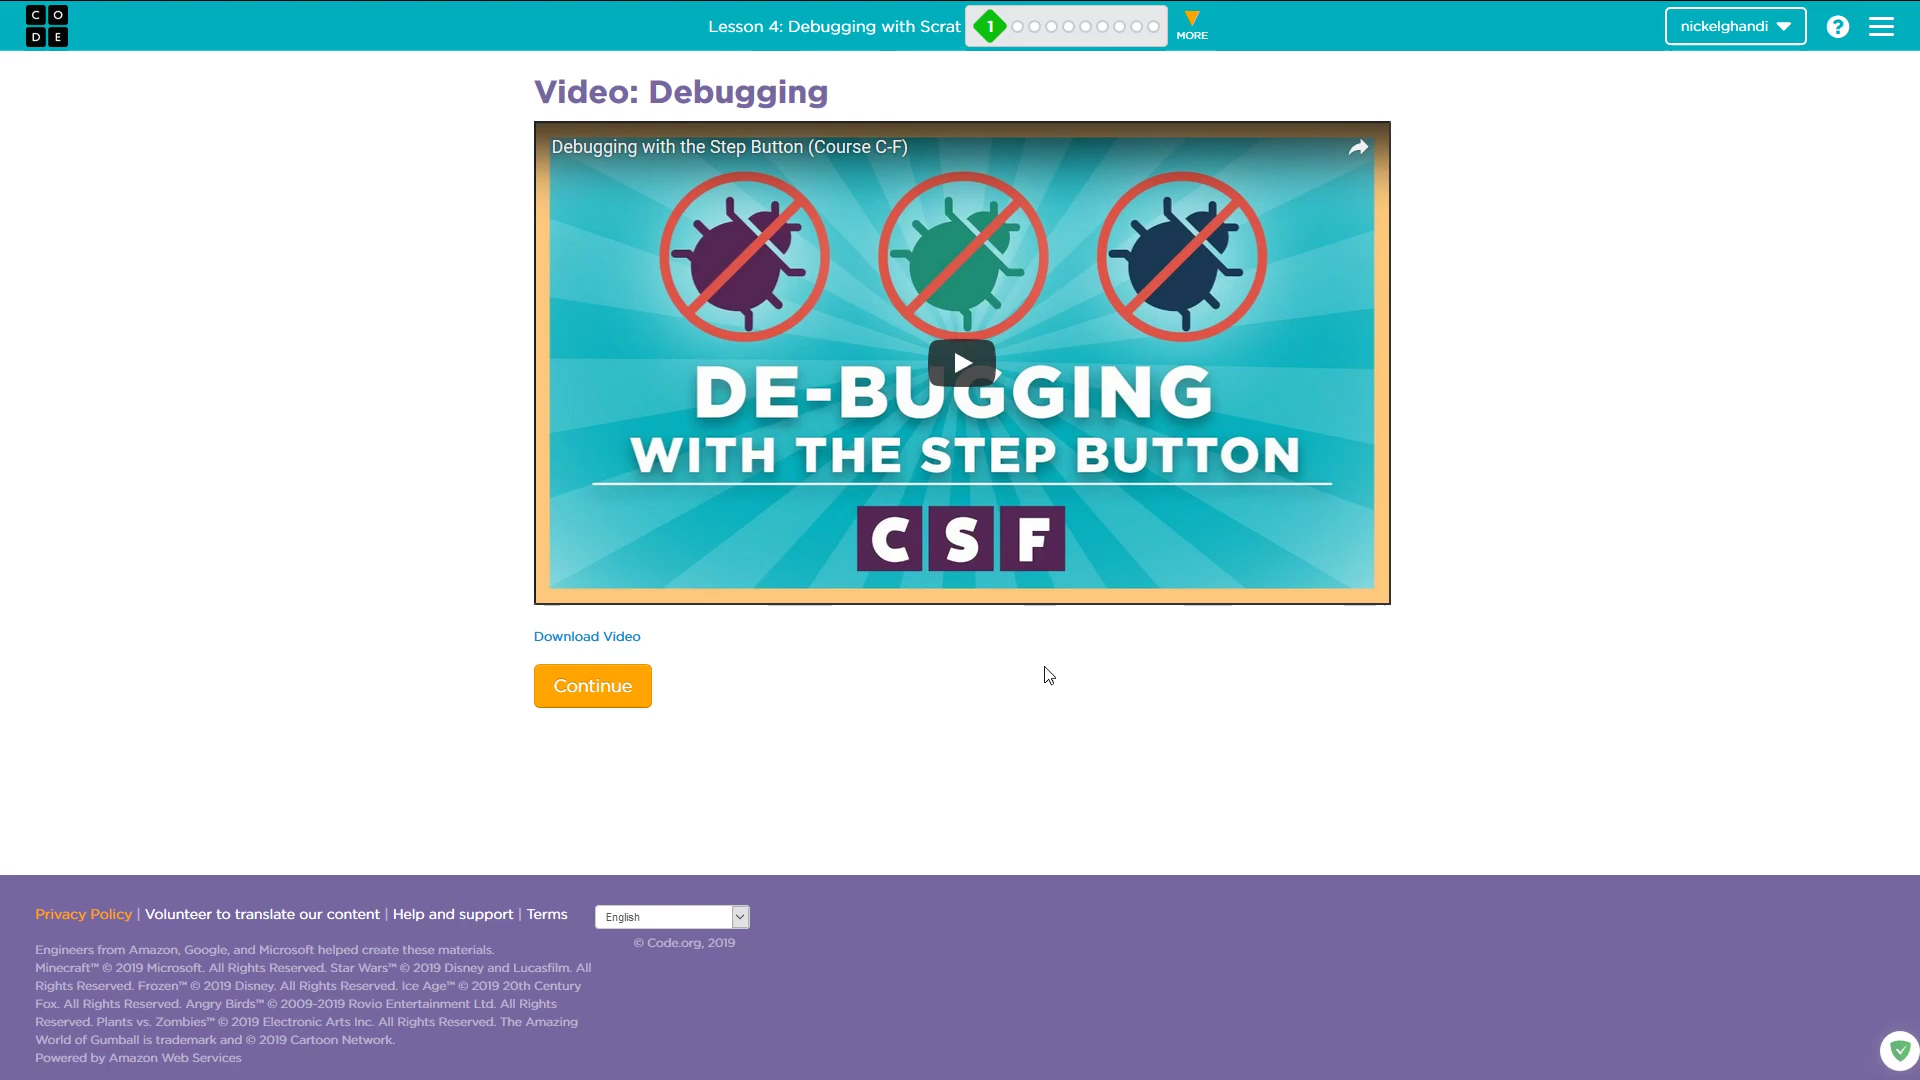 C O
D E
Lesson 4: Debugging with Scrat
1
MORE
nickelghandi
?
Video: Debugging
Debugging with the Step Button (Course C-F)
DE-BUGGING
WITH THE STEP BUTTON
C S F
Download Video
Continue
Privacy Policy | Volunteer to translate our content | Help and support | Terms
English
© Code.org, 2019
Engineers from Amazon, Google, and Microsoft helped create these materials.
Minecraft™ © 2019 Microsoft. All Rights Reserved. Star Wars™ © 2019 Disney and Lucasfilm. All
Rights Reserved. Frozen™ © 2019 Disney. All Rights Reserved. Ice Age™ © 2019 20th Century
Fox. All Rights Reserved. Angry Birds™ © 2009-2019 Rovio Entertainment Ltd. All Rights
Reserved. Plants vs. Zombies™ © 2019 Electronic Arts Inc. All Rights Reserved. The Amazing
World of Gumball is trademark and © 2019 Cartoon Network.
Powered by Amazon Web Services